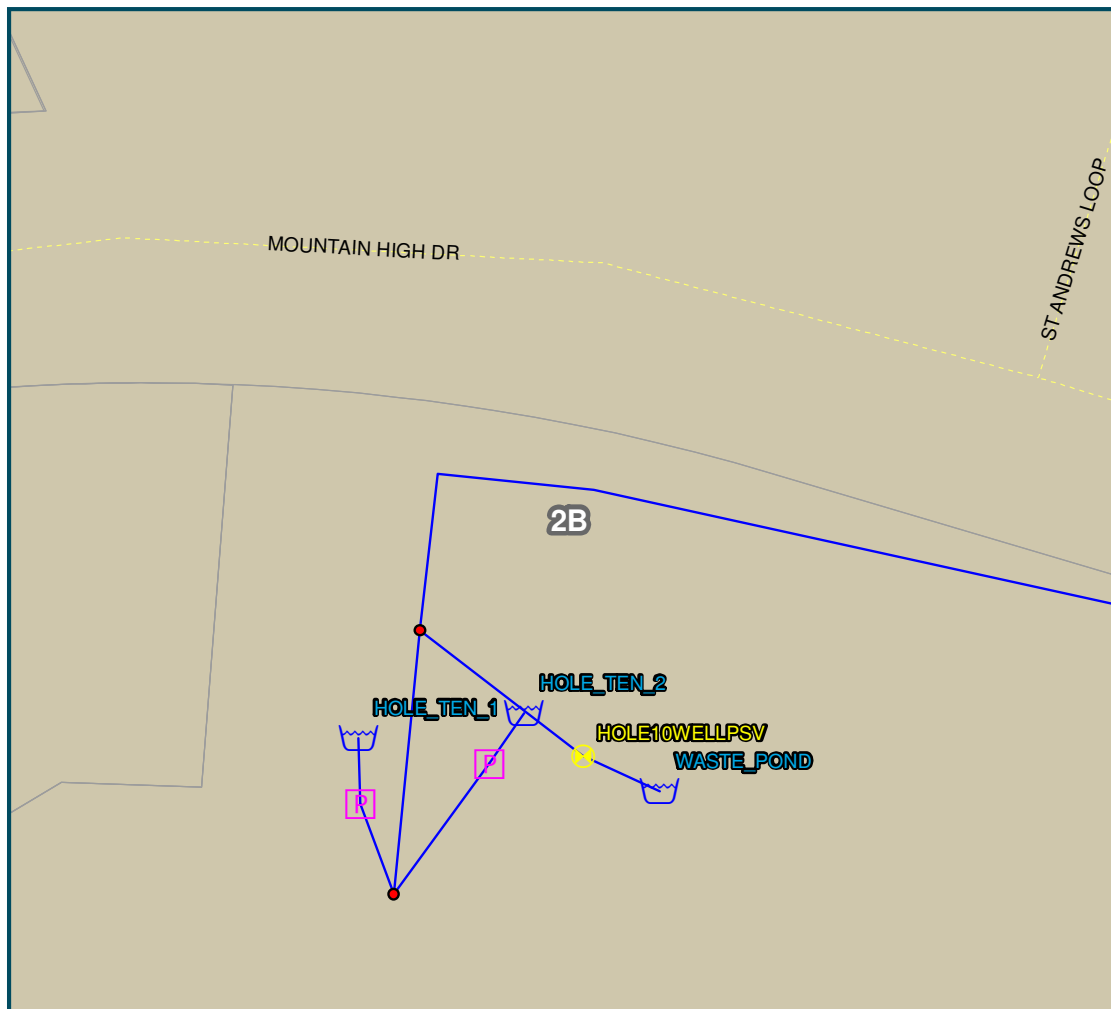 ST ANDREWS LOOP
MOUNTAIN HIGH DR
2B
HOLE_TEN_2
HOLE_TEN_1
HOLE10WELLPSV
WASTE_POND
P
P